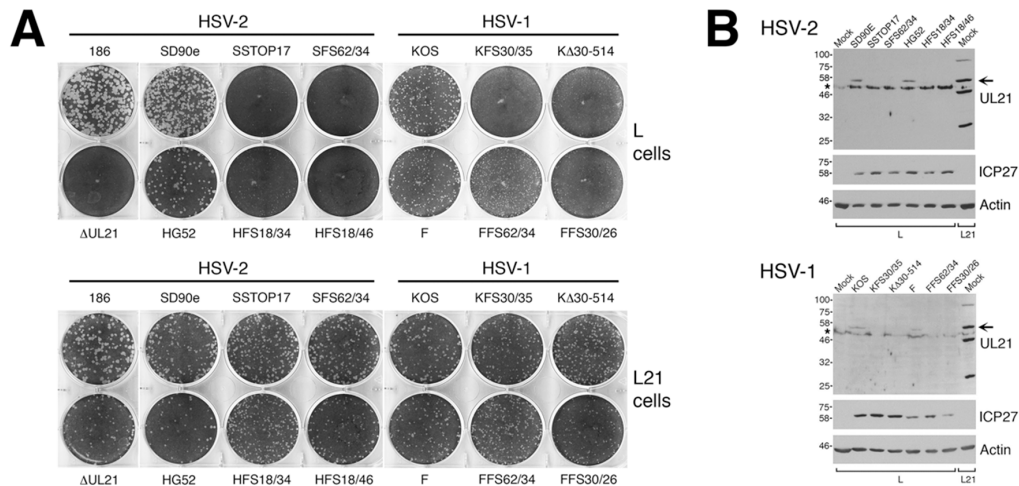 A
HSV-2 HSV-1
186 SD90e SSTOP17 SFS62/34 KOS KFS30/35 KΔ30-514
L cells
ΔUL21 HG52 HFS18/34 HFS18/46 F FFS62/34 FFS30/26
HSV-2 HSV-1
186 SD90e SSTOP17 SFS62/34 KOS KFS30/35 KΔ30-514
L21 cells
ΔUL21 HG52 HFS18/34 HFS18/46 F FFS62/34 FFS30/26
B
HSV-2
Mock SD90E SSTOP17 SFS62/34 HG52 HFS18/34 HFS18/46 Mock
100-
75-
58-
*
46-
32-
25-
UL21
75-
58-
ICP27
46-
Actin
L L21
HSV-1
Mock KOS KFS30/35 KΔ30-514 F FFS62/34 FFS30/26 Mock
100-
75-
58-
*
46-
32-
25-
UL21
75-
58-
ICP27
46-
Actin
L L21